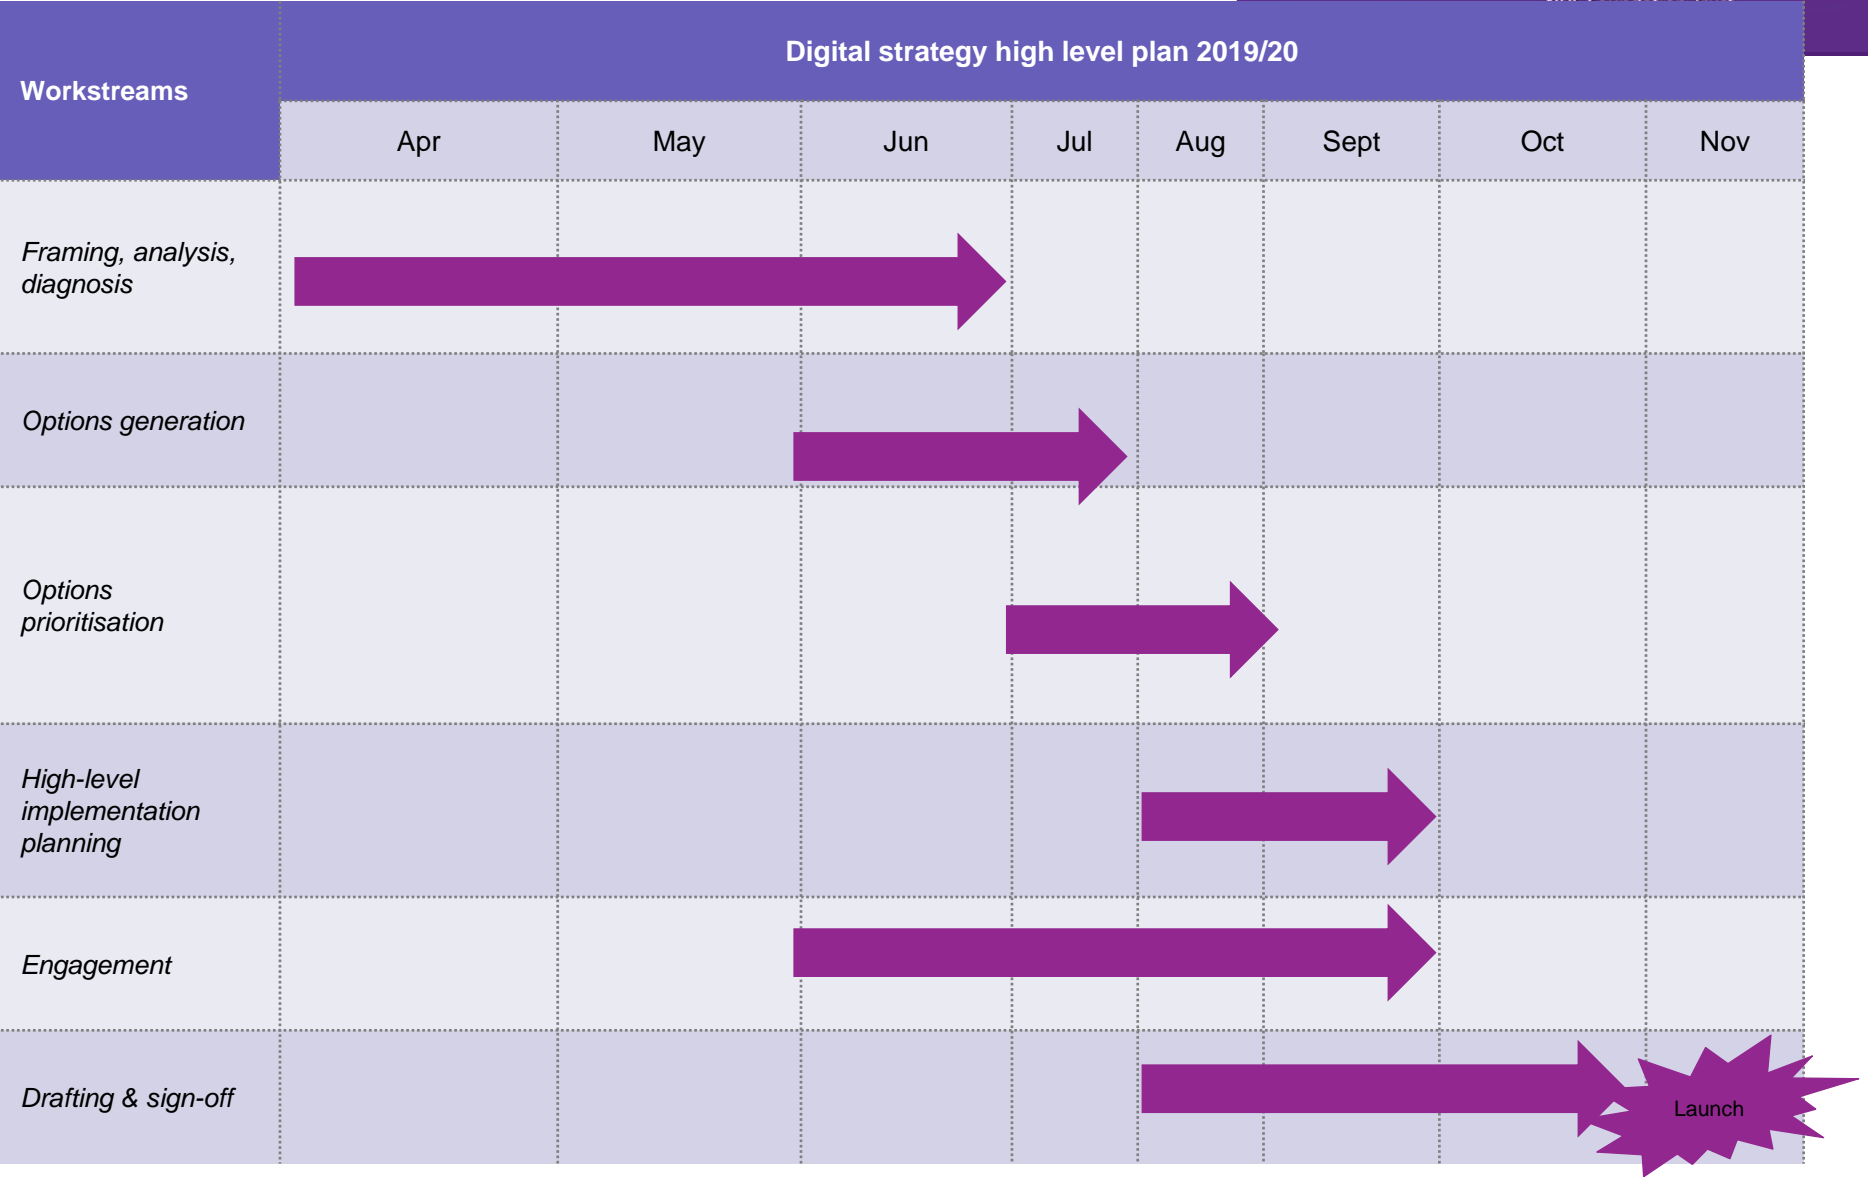 Digital strategy high level plan 2019/20
Workstreams
Apr
May
Jun
Jul
Aug
Sept
Oct
Nov
Framing, analysis,
diagnosis
Options generation
Options
prioritisation
High-level
implementation
planning
Engagement
Drafting & sign-off
Launch